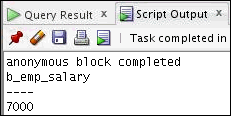 Query Result x Script Output x
Task completed in
anonymous block completed
b_emp_salary
----
7000